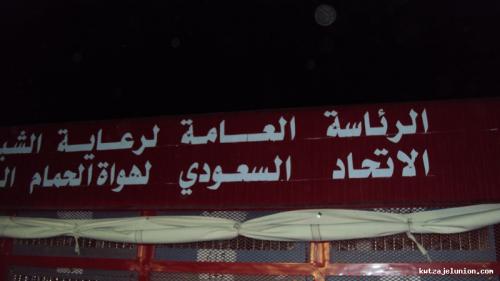 الرئاسة العامة لرعاية
الاتحاد السعودي لهواة الحمام
kwtzajelunion.com